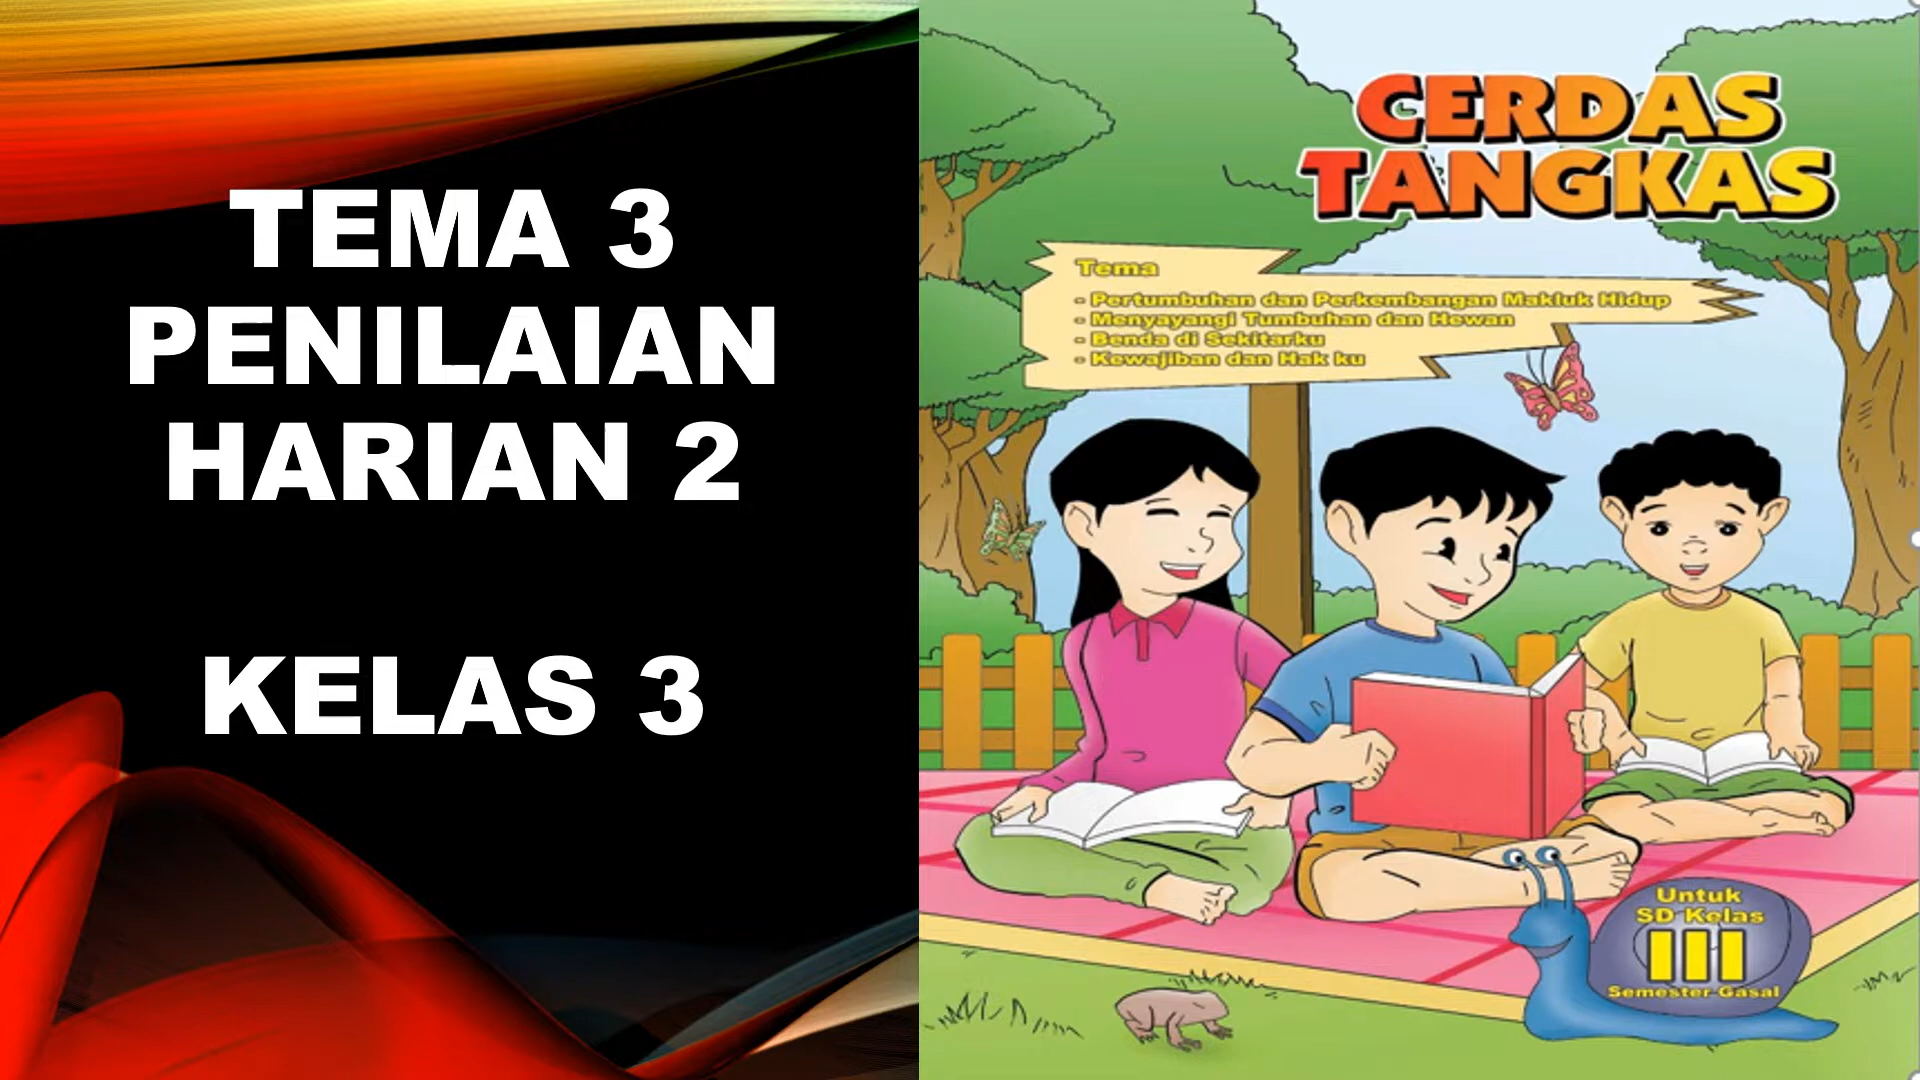 TEMA 3
PENILAIAN
HARIAN 2
KELAS 3
CERDAS
TANGKAS
Tema
- Pertumbuhan dan Perkembangan Makluk Hidup
- Menyayangi Tumbuhan dan Hewan
- Benda di Sekitarku
- Kewajiban dan Hak ku
Untuk
SD Kelas
III
Semester Gasal